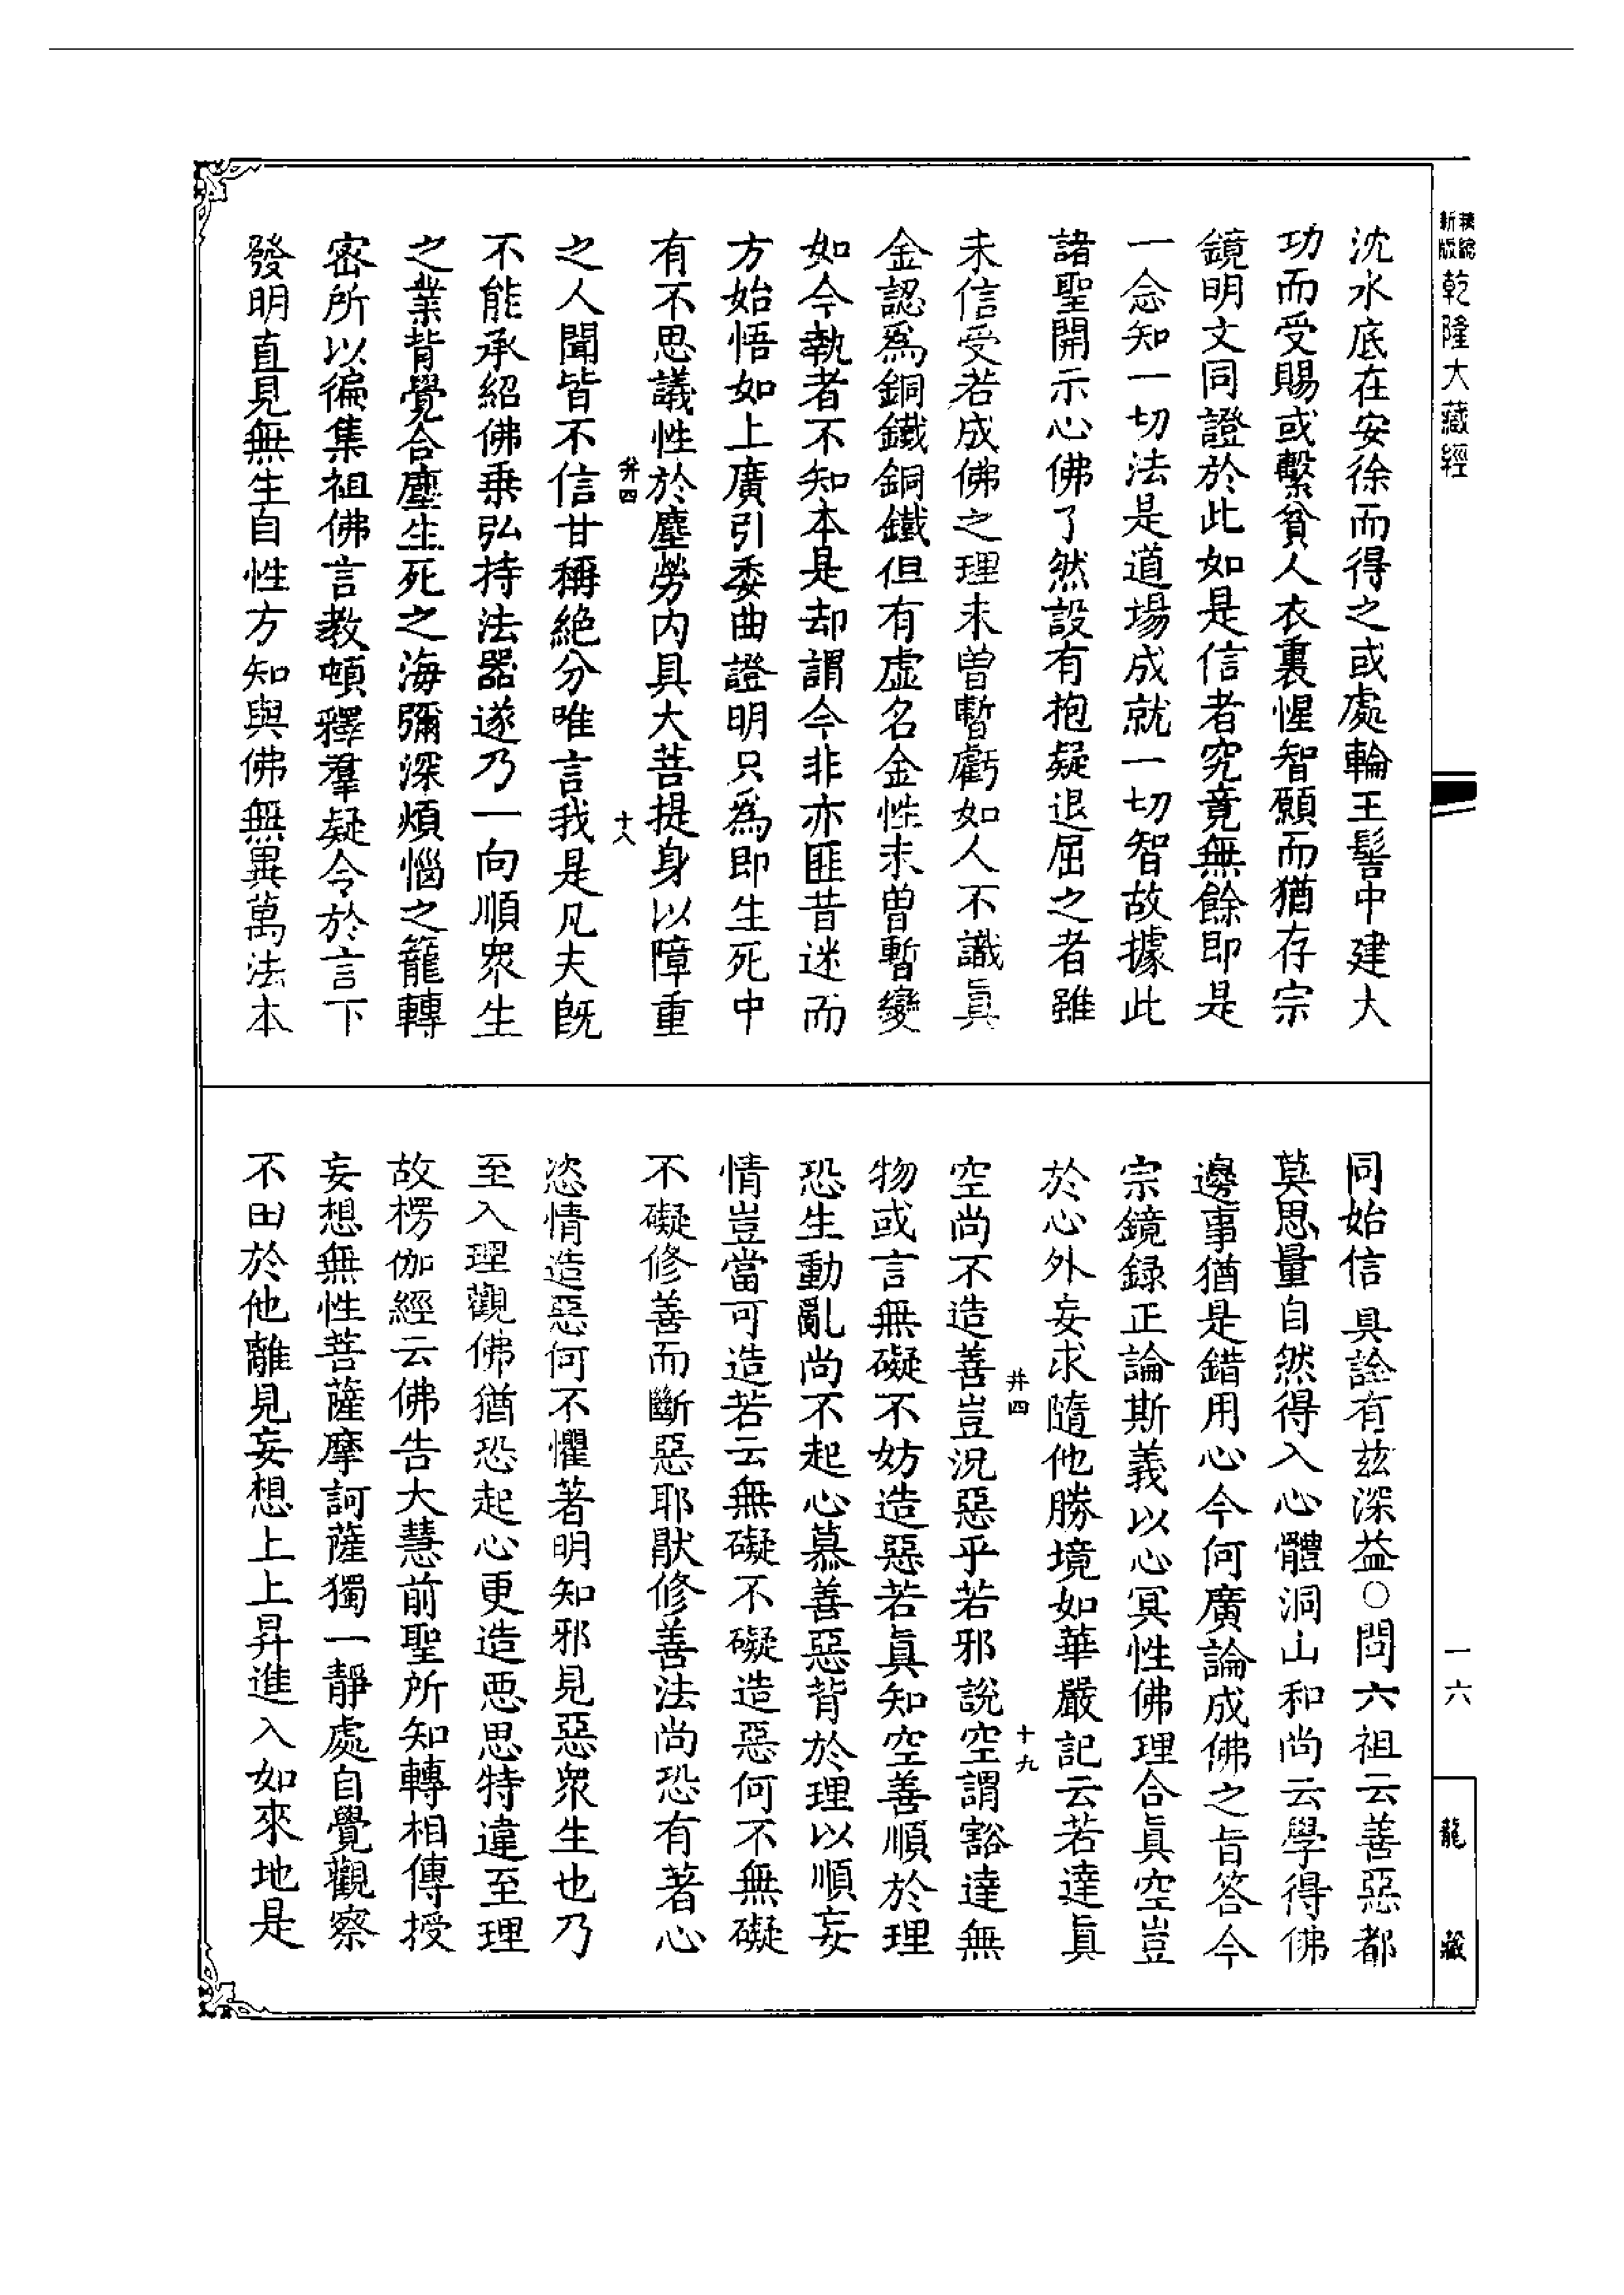 乾隆大藏經
沈水底在安徐而得之或處輪王髻中建大
功而受賜或繫貧人衣裏惺智願而猶存宗
鏡明文同證於此如是信者究竟無餘即是
一念知一切法是道場成就一切智故據此
諸聖開示心佛了然設有抱疑退屈之者雖
未信受若成佛之理未曾暫虧如人不識眞
金認爲銅鐵銅鐵但有虛名金性未曾暫變
如今執者不知本是却謂今非亦匪昔迷而
方始悟如上廣引委曲證明只爲即生死中
有不思議性於塵勞内具大菩提身以障重
井四 十八
之人聞皆不信甘稱絕分唯言我是凡夫旣
不能承紹佛乗弘持法器遂乃一向順衆生
之業背覺合塵生死之海彌深煩惱之籠轉
密所以徧集祖佛言教頓釋羣疑令於言下
發明直見無生自性方知與佛無異萬法本
同始信具談有茲深益○問六祖云善惡都
莫思量自然得入心體洞山和尚云學得佛
邊事猶是錯用心今何廣論成佛之旨答今
宗鏡録正論斯義以心冥性佛理合眞空豈
於心外妄求隨他勝境如華嚴記云若達眞
井四 十九
空尚不造善豈況惡乎若邪說空謂豁達無
物或言無礙不妨造惡若眞知空善順於理
恐生動亂尚不起心慕善惡背於理以順妄
情豈當可造若云無礙不礙造惡何不無礙
不礙修善而斷惡耶猒修善法尚恐有著心
恣情造惡何不懼著明知邪見惡衆生也乃
至入理觀佛猶恐起心更造惡思特違至理
故楞伽經云佛告大慧前聖所知轉相傳授
妄想無性菩薩摩訶薩獨一靜處自覺觀察
不由於他離見妄想上上昇進入如來地是
一六
龍藏